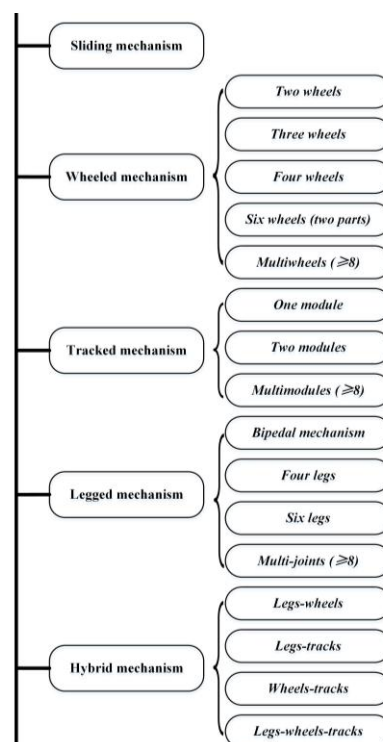 Sliding mechanism
Wheeled mechanism
Two wheels
Three wheels
Four wheels
Six wheels (two parts)
Multiwheels (⩾8)
Tracked mechanism
One module
Two modules
Multimodules (⩾8)
Legged mechanism
Bipedal mechanism
Four legs
Six legs
Multi-joints (⩾8)
Hybrid mechanism
Legs-wheels
Legs-tracks
Wheels-tracks
Legs-wheels-tracks